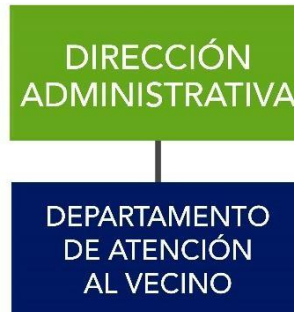 DIRECCIÓN
ADMINISTRATIVA
DEPARTAMENTO
DE ATENCIÓN
AL VECINO